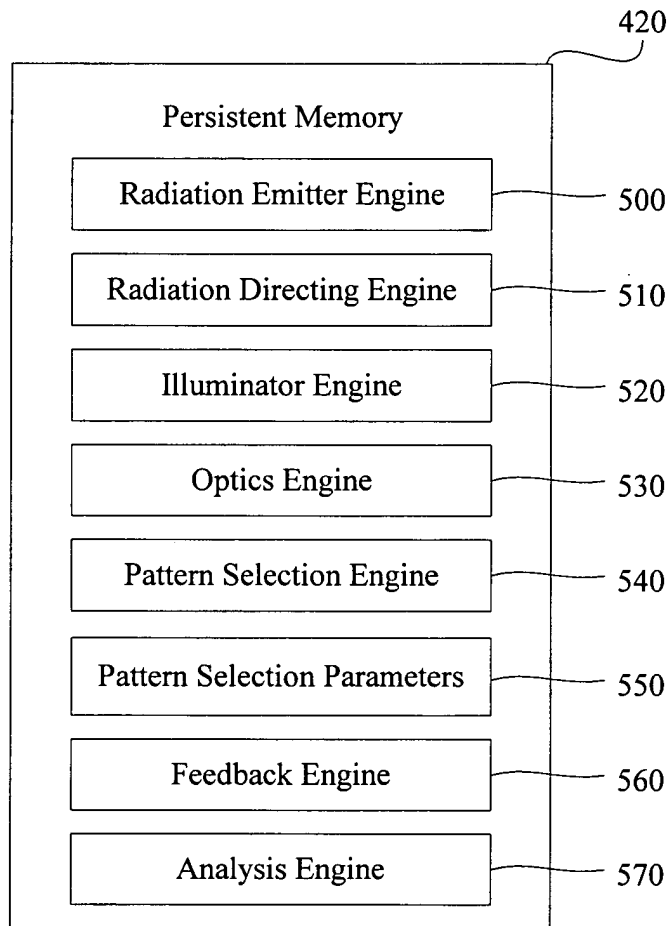 420
Persistent Memory
Radiation Emitter Engine 500
Radiation Directing Engine 510
Illuminator Engine 520
Optics Engine 530
Pattern Selection Engine 540
Pattern Selection Parameters 550
Feedback Engine 560
Analysis Engine 570